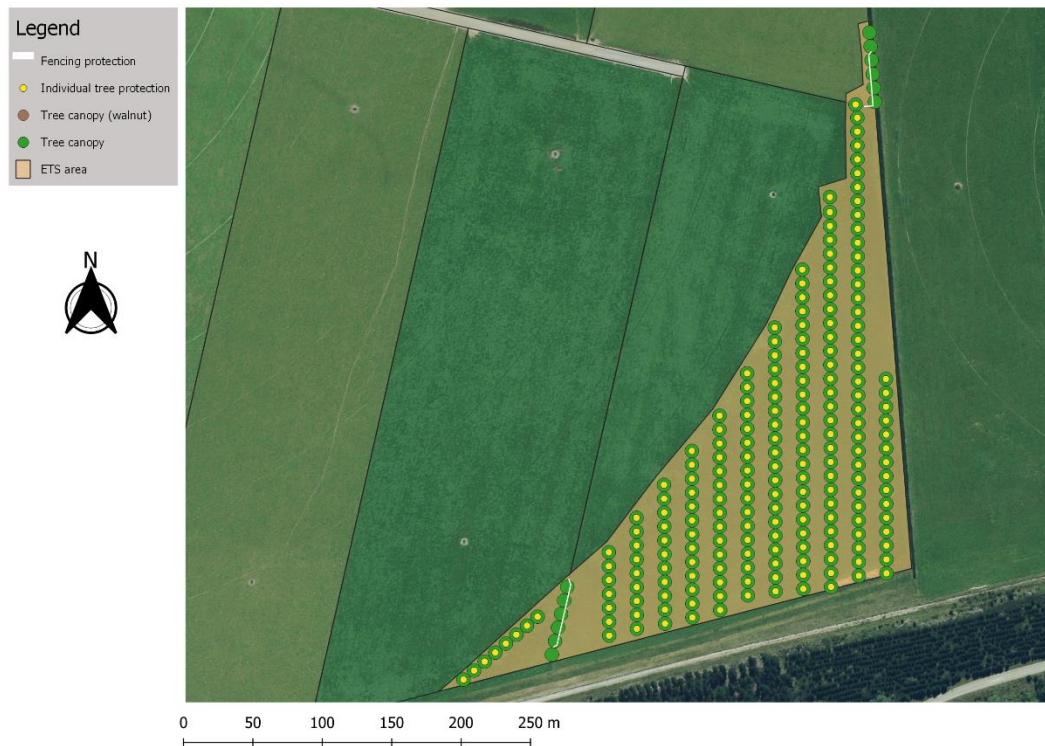 Legend
Fencing protection
Individual tree protection
Tree canopy (walnut)
Tree canopy
ETS area
N
0 50 100 150 200 250 m